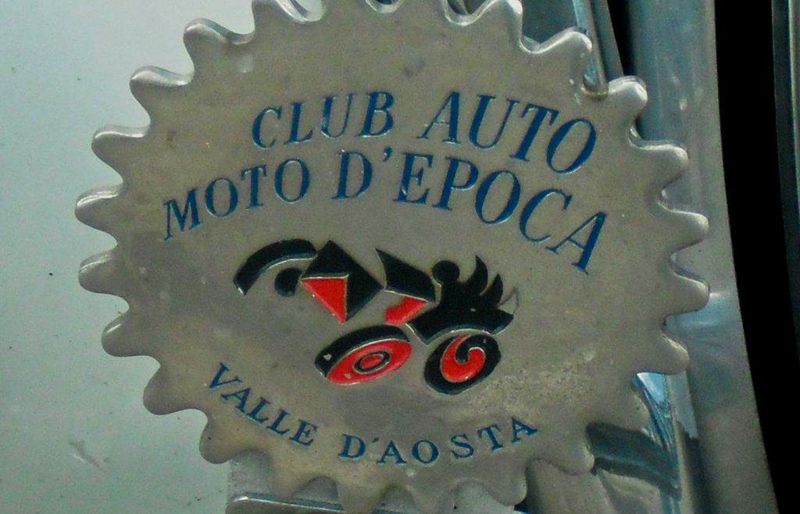 CLUB AUTO
MOTO D'EPOCA
VALLE D'AOSTA